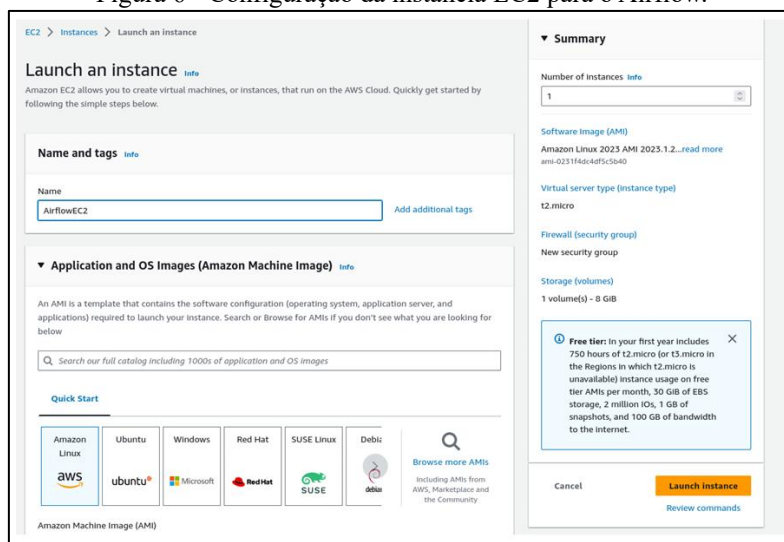 Figura 6 - Configuração da instância EC2 para o Airflow.
EC2 > Instances > Launch an instance
Launch an instance Info
Amazon EC2 allows you to create virtual machines, or instances, that run on the AWS Cloud. Quickly get started by
following the simple steps below.
Name and tags Info
Name
AirflowEC2
Add additional tags
Application and OS Images (Amazon Machine Image) Info
An AMI is a template that contains the software configuration (operating system, application server, and
applications) required to launch your instance. Search or Browse for AMIs if you don't see what you are looking for
below
Search our full catalog including 1000s of application and OS images
Quick Start
Amazon
Linux
aws
Ubuntu
ubuntu
Windows
Microsoft
Red Hat
Red Hat
SUSE Linux
SUSE
Debi
debian
Browse more AMIs
Including AMIs from
AWS, Marketplace and
the Community
Amazon Machine Image (AMI)
Summary
Number of instances Info
1
Software Image (AMI)
Amazon Linux 2023 AMI 2023.1.2...read more
ami-0231f4dc4df5c5b40
Virtual server type (instance type)
t2.micro
Firewall (security group)
New security group
Storage (volumes)
1 volume(s) - 8 GiB
Free tier: In your first year includes
750 hours of t2.micro (or t3.micro in
the Regions in which t2.micro is
unavailable) instance usage on free
tier AMIs per month, 30 GiB of EBS
storage, 2 million IOs, 1 GB of
snapshots, and 100 GB of bandwidth
to the internet.
Cancel
Launch instance
Review commands